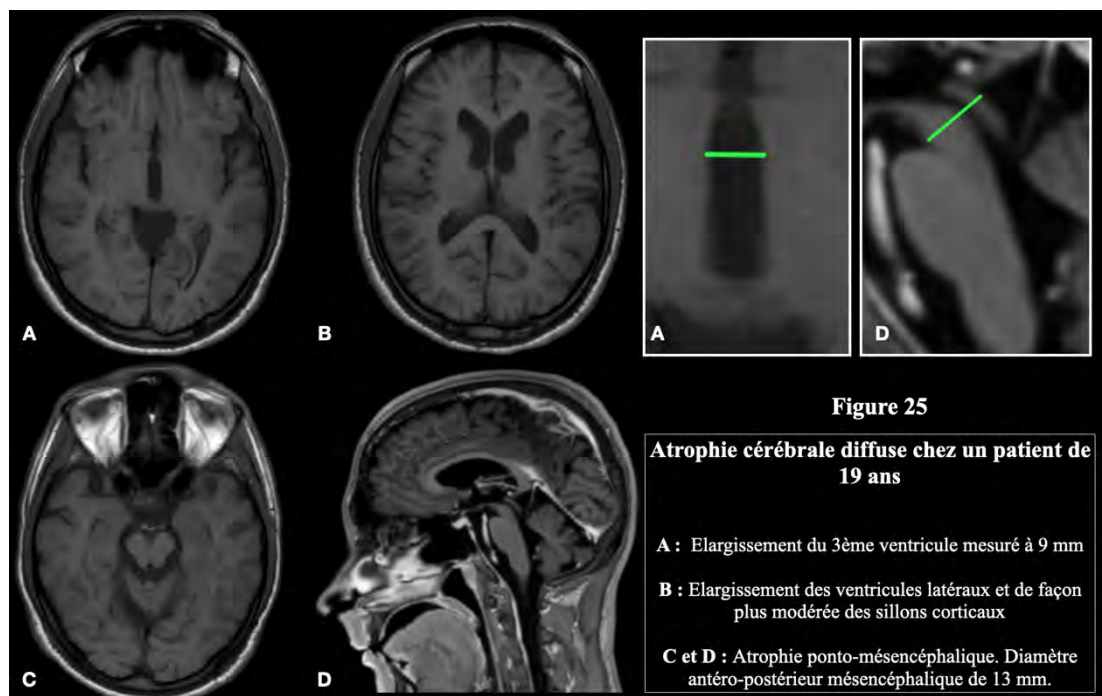 A
B
A
D
C
D
Figure 25
Atrophie cérébrale diffuse chez un patient de
19 ans
A : Elargissement du 3ème ventricule mesuré à 9 mm
B : Elargissement des ventricules latéraux et de façon
plus modérée des sillons corticaux
C et D : Atrophie ponto-mésencéphalique. Diamètre
antéro-postérieur mésencéphalique de 13 mm.